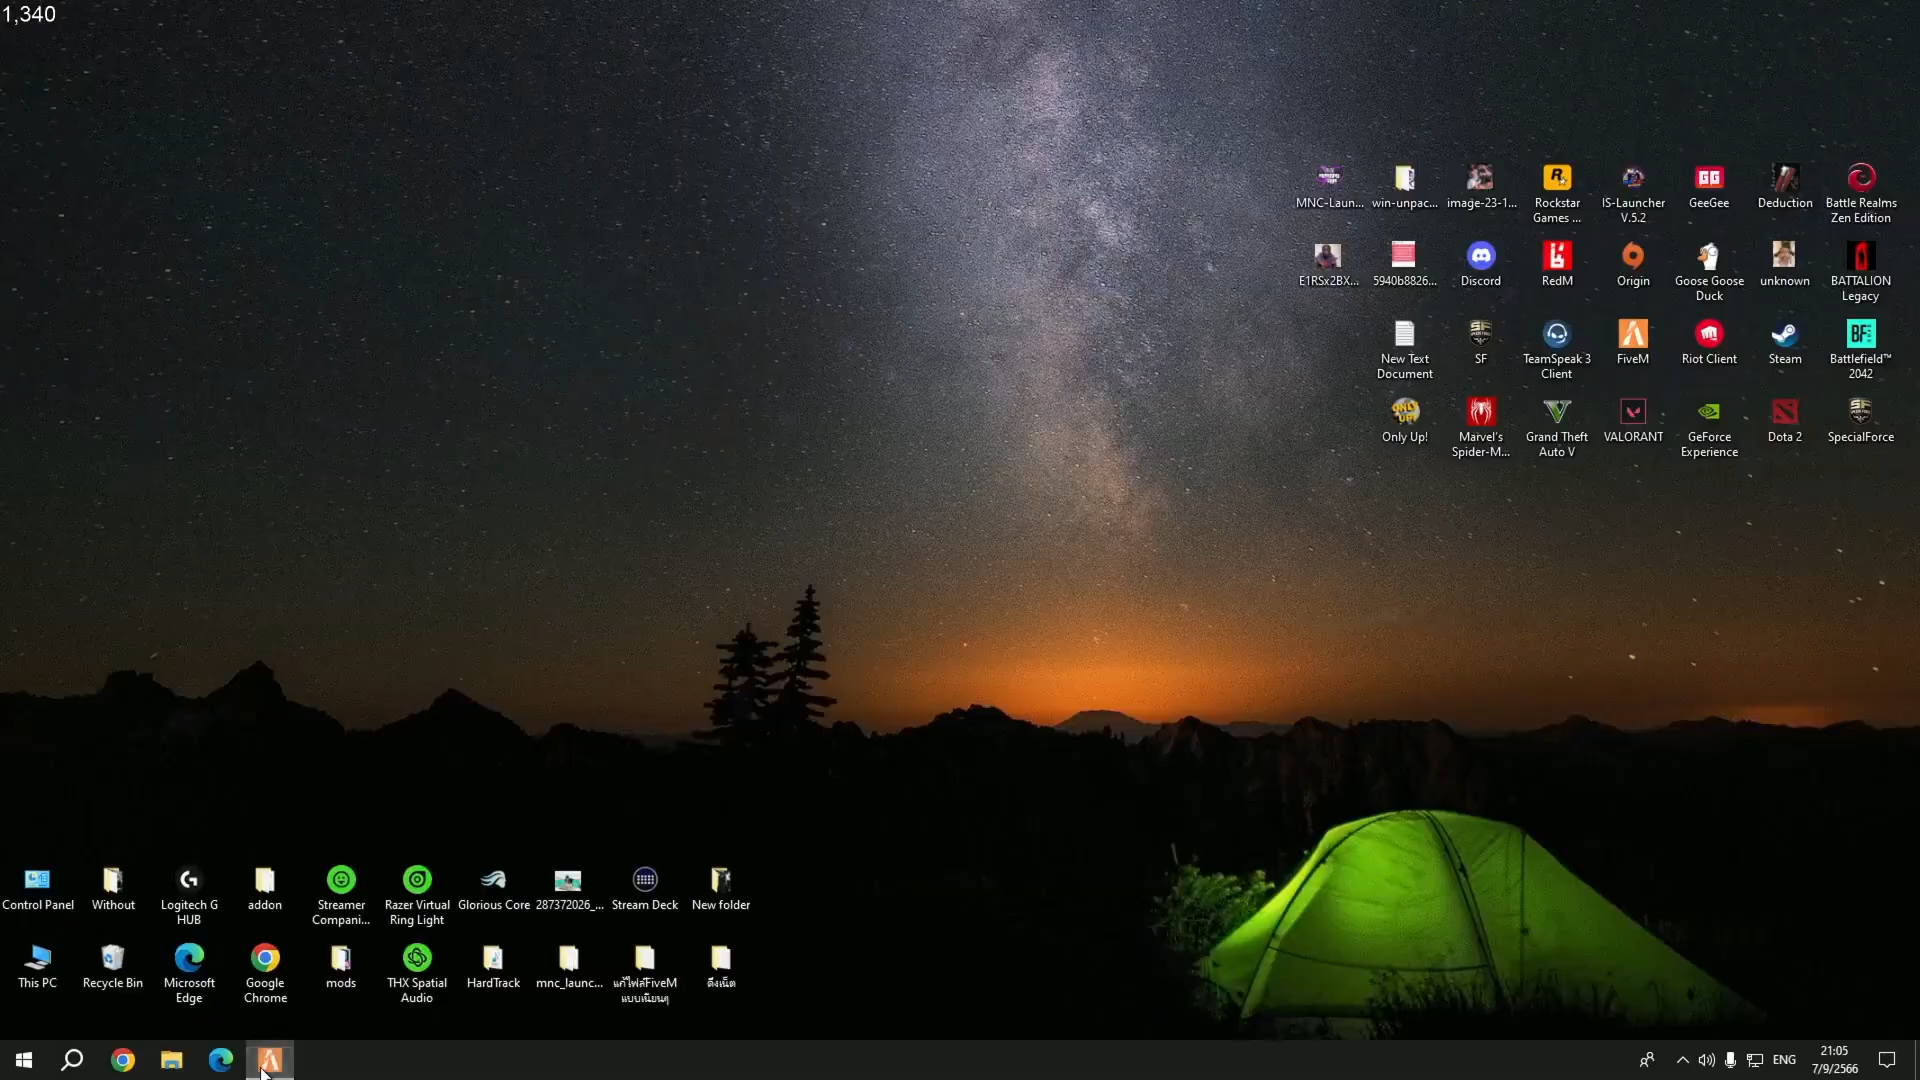 1,340
MNC-Laun...
win-unpac...
image-23-1...
Rockstar
Games ...
IS-Launcher
V.5.2
GeeGee
Deduction
Battle Realms
Zen Edition
E1RSx2BX...
5940b8826...
Discord
RedM
Origin
Goose Goose
Duck
unknown
BATTALION
Legacy
New Text
Document
SF
TeamSpeak 3
Client
FiveM
Riot Client
Steam
Battlefield™
2042
Only Up!
Marvel's
Spider-M...
Grand Theft
Auto V
VALORANT
GeForce
Experience
Dota 2
SpecialForce
Control Panel
Without
Logitech G
HUB
addon
Streamer
Compani...
Razer Virtual
Ring Light
Glorious Core
287372026_...
Stream Deck
New folder
This PC
Recycle Bin
Microsoft
Edge
Google
Chrome
mods
THX Spatial
Audio
HardTrack
mnc_launc...
แก้ไฟล์FiveM
แบบเนียนๆ
ดึงเน็ต
ENG
21:05
7/9/2566